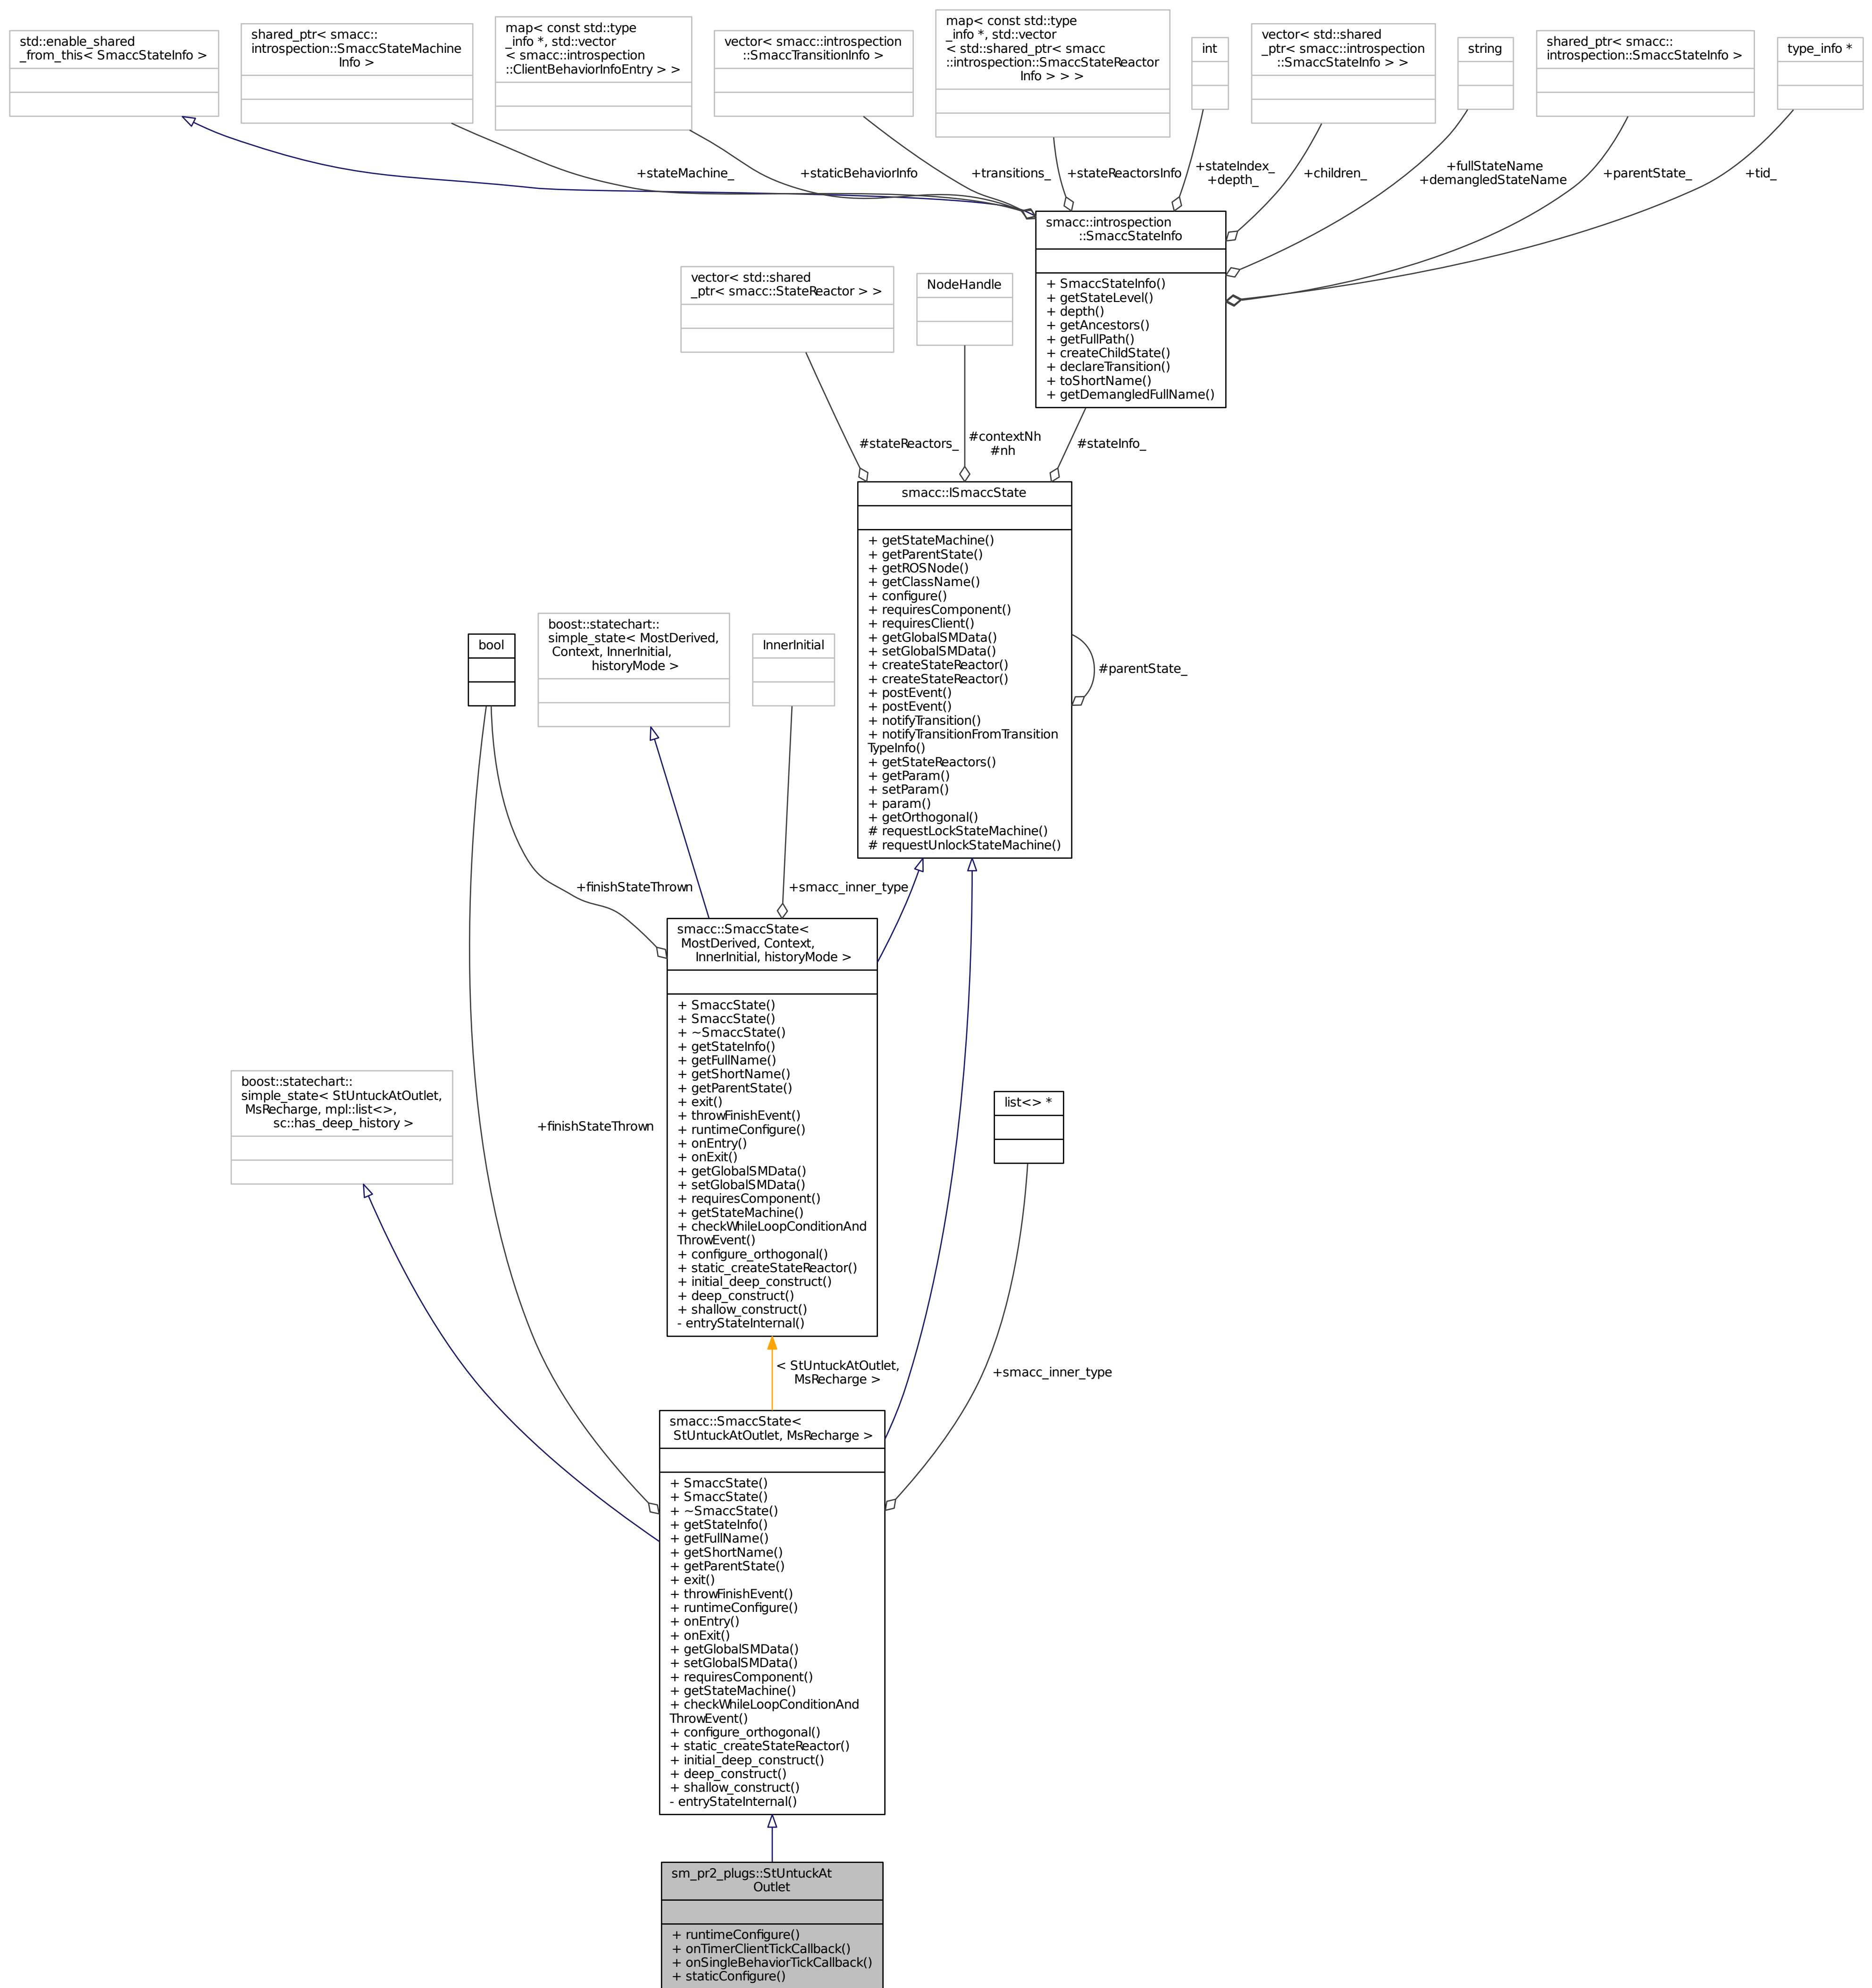 std::enable_shared
_from_this< SmaccStateInfo >
shared_ptr< smacc::
introspection::SmaccStateMachine
Info >
map< const std::type
_info *, std::vector
< smacc::introspection
::ClientBehaviorInfoEntry > >
vector< smacc::introspection
::SmaccTransitionInfo >
map< const std::type
_info *, std::vector
< std::shared_ptr< smacc
::introspection::SmaccStateReactor
Info > > >
int
vector< std::shared
_ptr< smacc::introspection
::SmaccStateInfo > >
string
shared_ptr< smacc::
introspection::SmaccStateInfo >
type_info *
+stateMachine_
+staticBehaviorInfo
+transitions_
+stateReactorsInfo
+stateIndex_
+depth_
+children_
+fullStateName
+demangledStateName
+parentState_
+tid_
smacc::introspection
::SmaccStateInfo
+ SmaccStateInfo()
+ getStateLevel()
+ depth()
+ getAncestors()
+ getFullPath()
+ createChildState()
+ declareTransition()
+ toShortName()
+ getDemangledFullName()
vector< std::shared
_ptr< smacc::StateReactor > >
NodeHandle
#stateReactors_
#contextNh
#nh
#stateInfo_
smacc::ISmaccState
+ getStateMachine()
+ getParentState()
+ getROSNode()
+ getClassName()
+ configure()
+ requiresComponent()
+ requiresClient()
+ getGlobalSMData()
+ setGlobalSMData()
+ createStateReactor()
+ createStateReactor()
+ postEvent()
+ postEvent()
+ notifyTransition()
+ notifyTransitionFromTransition
TypeInfo()
+ getStateReactors()
+ getParam()
+ setParam()
+ param()
+ getOrthogonal()
# requestLockStateMachine()
# requestUnlockStateMachine()
#parentState_
bool
boost::statechart::
simple_state< MostDerived,
Context, InnerInitial,
historyMode >
InnerInitial
+finishStateThrown
+smacc_inner_type
smacc::SmaccState<
MostDerived, Context,
InnerInitial, historyMode >
+ SmaccState()
+ SmaccState()
+ ~SmaccState()
+ getStateInfo()
+ getFullName()
+ getShortName()
+ getParentState()
+ exit()
+ throwFinishEvent()
+ runtimeConfigure()
+ onEntry()
+ onExit()
+ getGlobalSMData()
+ setGlobalSMData()
+ requiresComponent()
+ getStateMachine()
+ checkWhileLoopConditionAnd
ThrowEvent()
+ configure_orthogonal()
+ static_createStateReactor()
+ initial_deep_construct()
+ deep_construct()
+ shallow_construct()
- entryStateInternal()
boost::statechart::
simple_state< StUntuckAtOutlet,
MsRecharge, mpl::list<>,
sc::has_deep_history >
+finishStateThrown
list<> *
< StUntuckAtOutlet,
MsRecharge >
+smacc_inner_type
smacc::SmaccState<
StUntuckAtOutlet, MsRecharge >
+ SmaccState()
+ SmaccState()
+ ~SmaccState()
+ getStateInfo()
+ getFullName()
+ getShortName()
+ getParentState()
+ exit()
+ throwFinishEvent()
+ runtimeConfigure()
+ onEntry()
+ onExit()
+ getGlobalSMData()
+ setGlobalSMData()
+ requiresComponent()
+ getStateMachine()
+ checkWhileLoopConditionAnd
ThrowEvent()
+ configure_orthogonal()
+ static_createStateReactor()
+ initial_deep_construct()
+ deep_construct()
+ shallow_construct()
- entryStateInternal()
sm_pr2_plugs::StUntuckAt
Outlet
+ runtimeConfigure()
+ onTimerClientTickCallback()
+ onSingleBehaviorTickCallback()
+ staticConfigure()